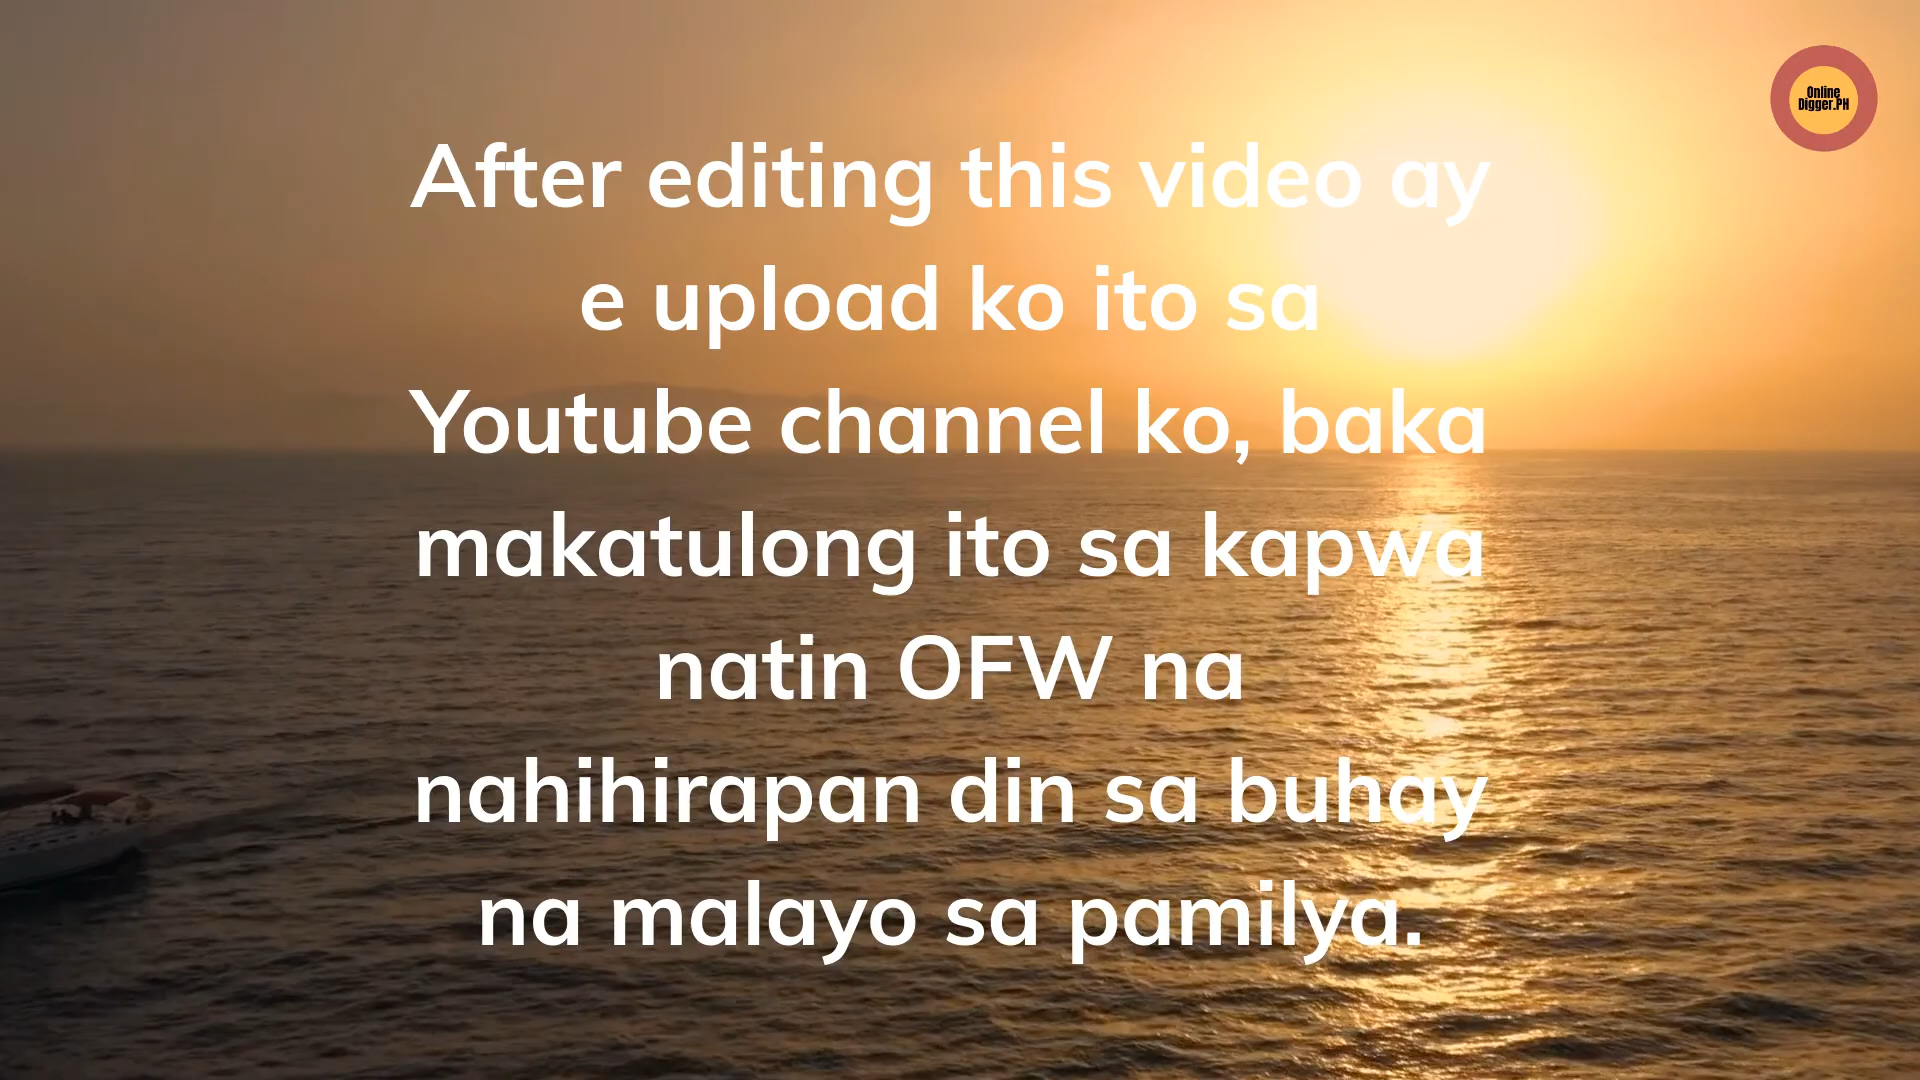 Online
Digger.PH
After editing this video ay
e upload ko ito sa
Youtube channel ko, baka
makatulong ito sa kapwa
natin OFW na
nahihirapan din sa buhay
na malayo sa pamilya.